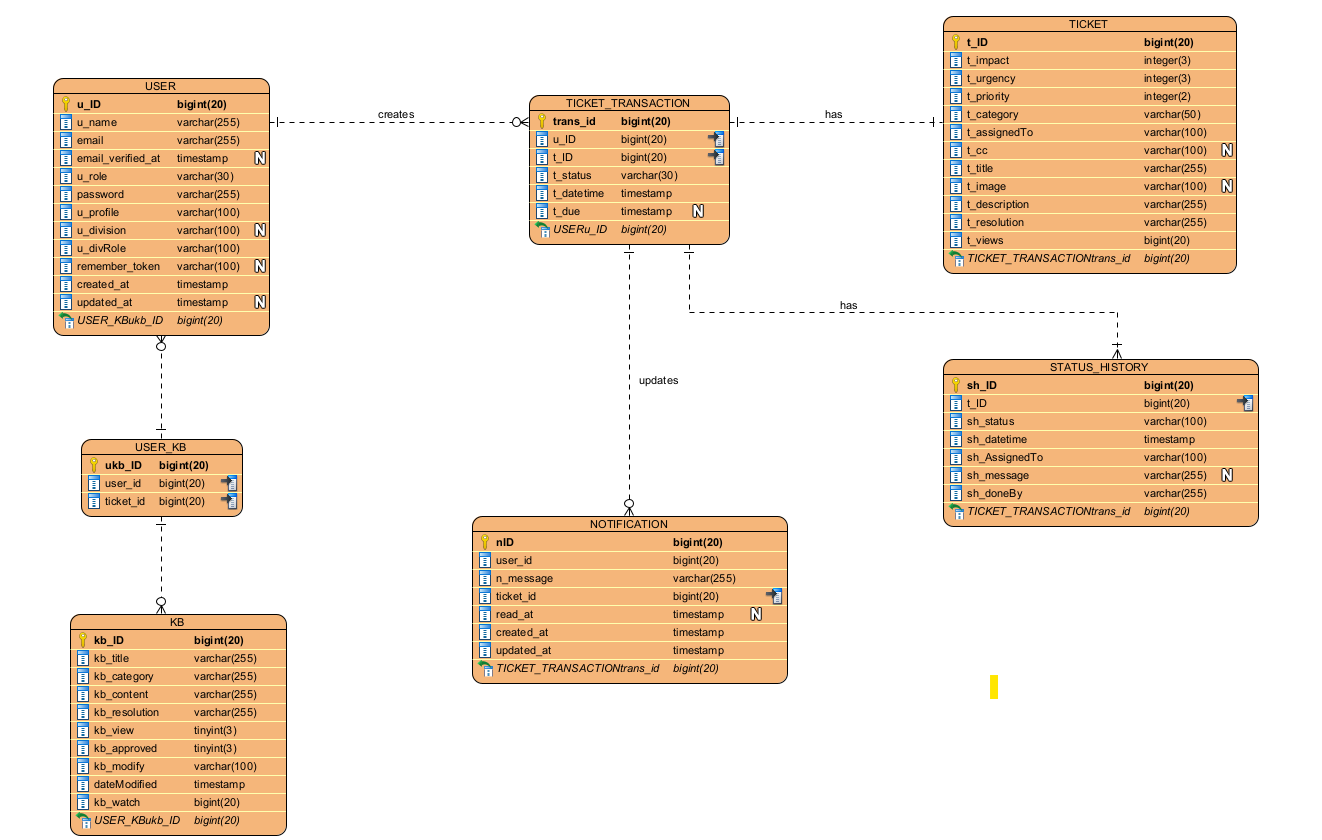 USER
u_ID bigint(20)
u_name varchar(255)
email varchar(255)
email_verified_at timestamp N
u_role varchar(30)
password varchar(255)
u_profile varchar(100)
u_division varchar(100) N
u_divRole varchar(100)
remember_token varchar(100) N
created_at timestamp
updated_at timestamp N
USER_KBukb_ID bigint(20)
creates
TICKET_TRANSACTION
trans_id bigint(20)
u_ID bigint(20)
t_ID bigint(20)
t_status varchar(30)
t_datetime timestamp
t_due timestamp N
USERu_ID bigint(20)
has
TICKET
t_ID bigint(20)
t_impact integer(3)
t_urgency integer(3)
t_priority integer(2)
t_category varchar(50)
t_assignedTo varchar(100)
t_cc varchar(100) N
t_title varchar(255)
t_image varchar(100) N
t_description varchar(255)
t_resolution varchar(255)
t_views bigint(20)
TICKET_TRANSACTIONtrans_id bigint(20)
has
updates
STATUS_HISTORY
sh_ID bigint(20)
t_ID bigint(20)
sh_status varchar(100)
sh_datetime timestamp
sh_AssignedTo varchar(100)
sh_message varchar(255) N
sh_doneBy varchar(255)
TICKET_TRANSACTIONtrans_id bigint(20)
USER_KB
ukb_ID bigint(20)
user_id bigint(20)
ticket_id bigint(20)
NOTIFICATION
nID bigint(20)
user_id bigint(20)
n_message varchar(255)
ticket_id bigint(20)
read_at timestamp N
created_at timestamp
updated_at timestamp
TICKET_TRANSACTIONtrans_id bigint(20)
KB
kb_ID bigint(20)
kb_title varchar(255)
kb_category varchar(255)
kb_content varchar(255)
kb_resolution varchar(255)
kb_view tinyint(3)
kb_approved tinyint(3)
kb_modify varchar(100)
dateModified timestamp
kb_watch bigint(20)
USER_KBukb_ID bigint(20)